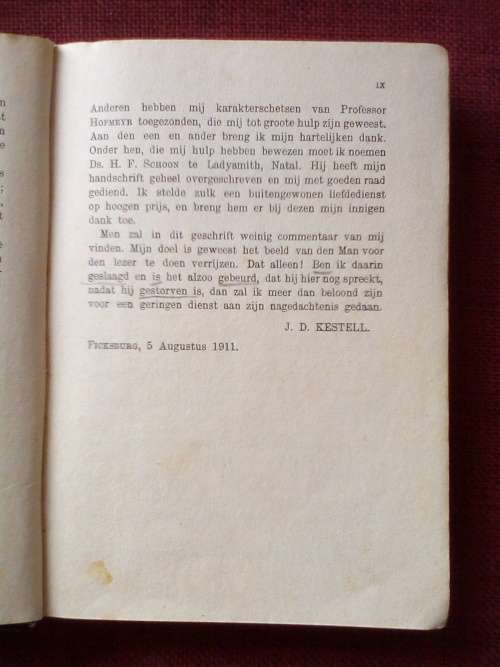 IX
Anderen hebben mij karakterschetsen van Professor
HOFMEYR toegezonden, die mij tot groote hulp zijn geweest.
Aan den een en ander breng ik mijn hartelijken dank.
Onder hen, die mij hulp hebben bewezen moet ik noemen
Ds. H. F. SCHOON te Ladysmith, Natal. Hij heeft mijn
handschrift geheel overgeschreven en mij met goeden raad
gediend. Ik stelde zulk een buitengewonen liefdedienst
op hoogen prijs, en breng hem er bij dezen mijn innigen
dank toe.
Men zal in dit geschrift weinig commentaar van mij
vinden. Mijn doel is geweest het beeld van den Man voor
den lezer te doen verrijzen. Dat alleen! Ben ik daarin
geslaagd en is het alzoo gebeurd, dat hij hier nog spreekt,
nadat hij gestorven is, dan zal ik meer dan beloond zijn
voor een geringen dienst aan zijn nagedachtenis gedaan.
J. D. KESTELL.
FICKSBURG, 5 Augustus 1911.